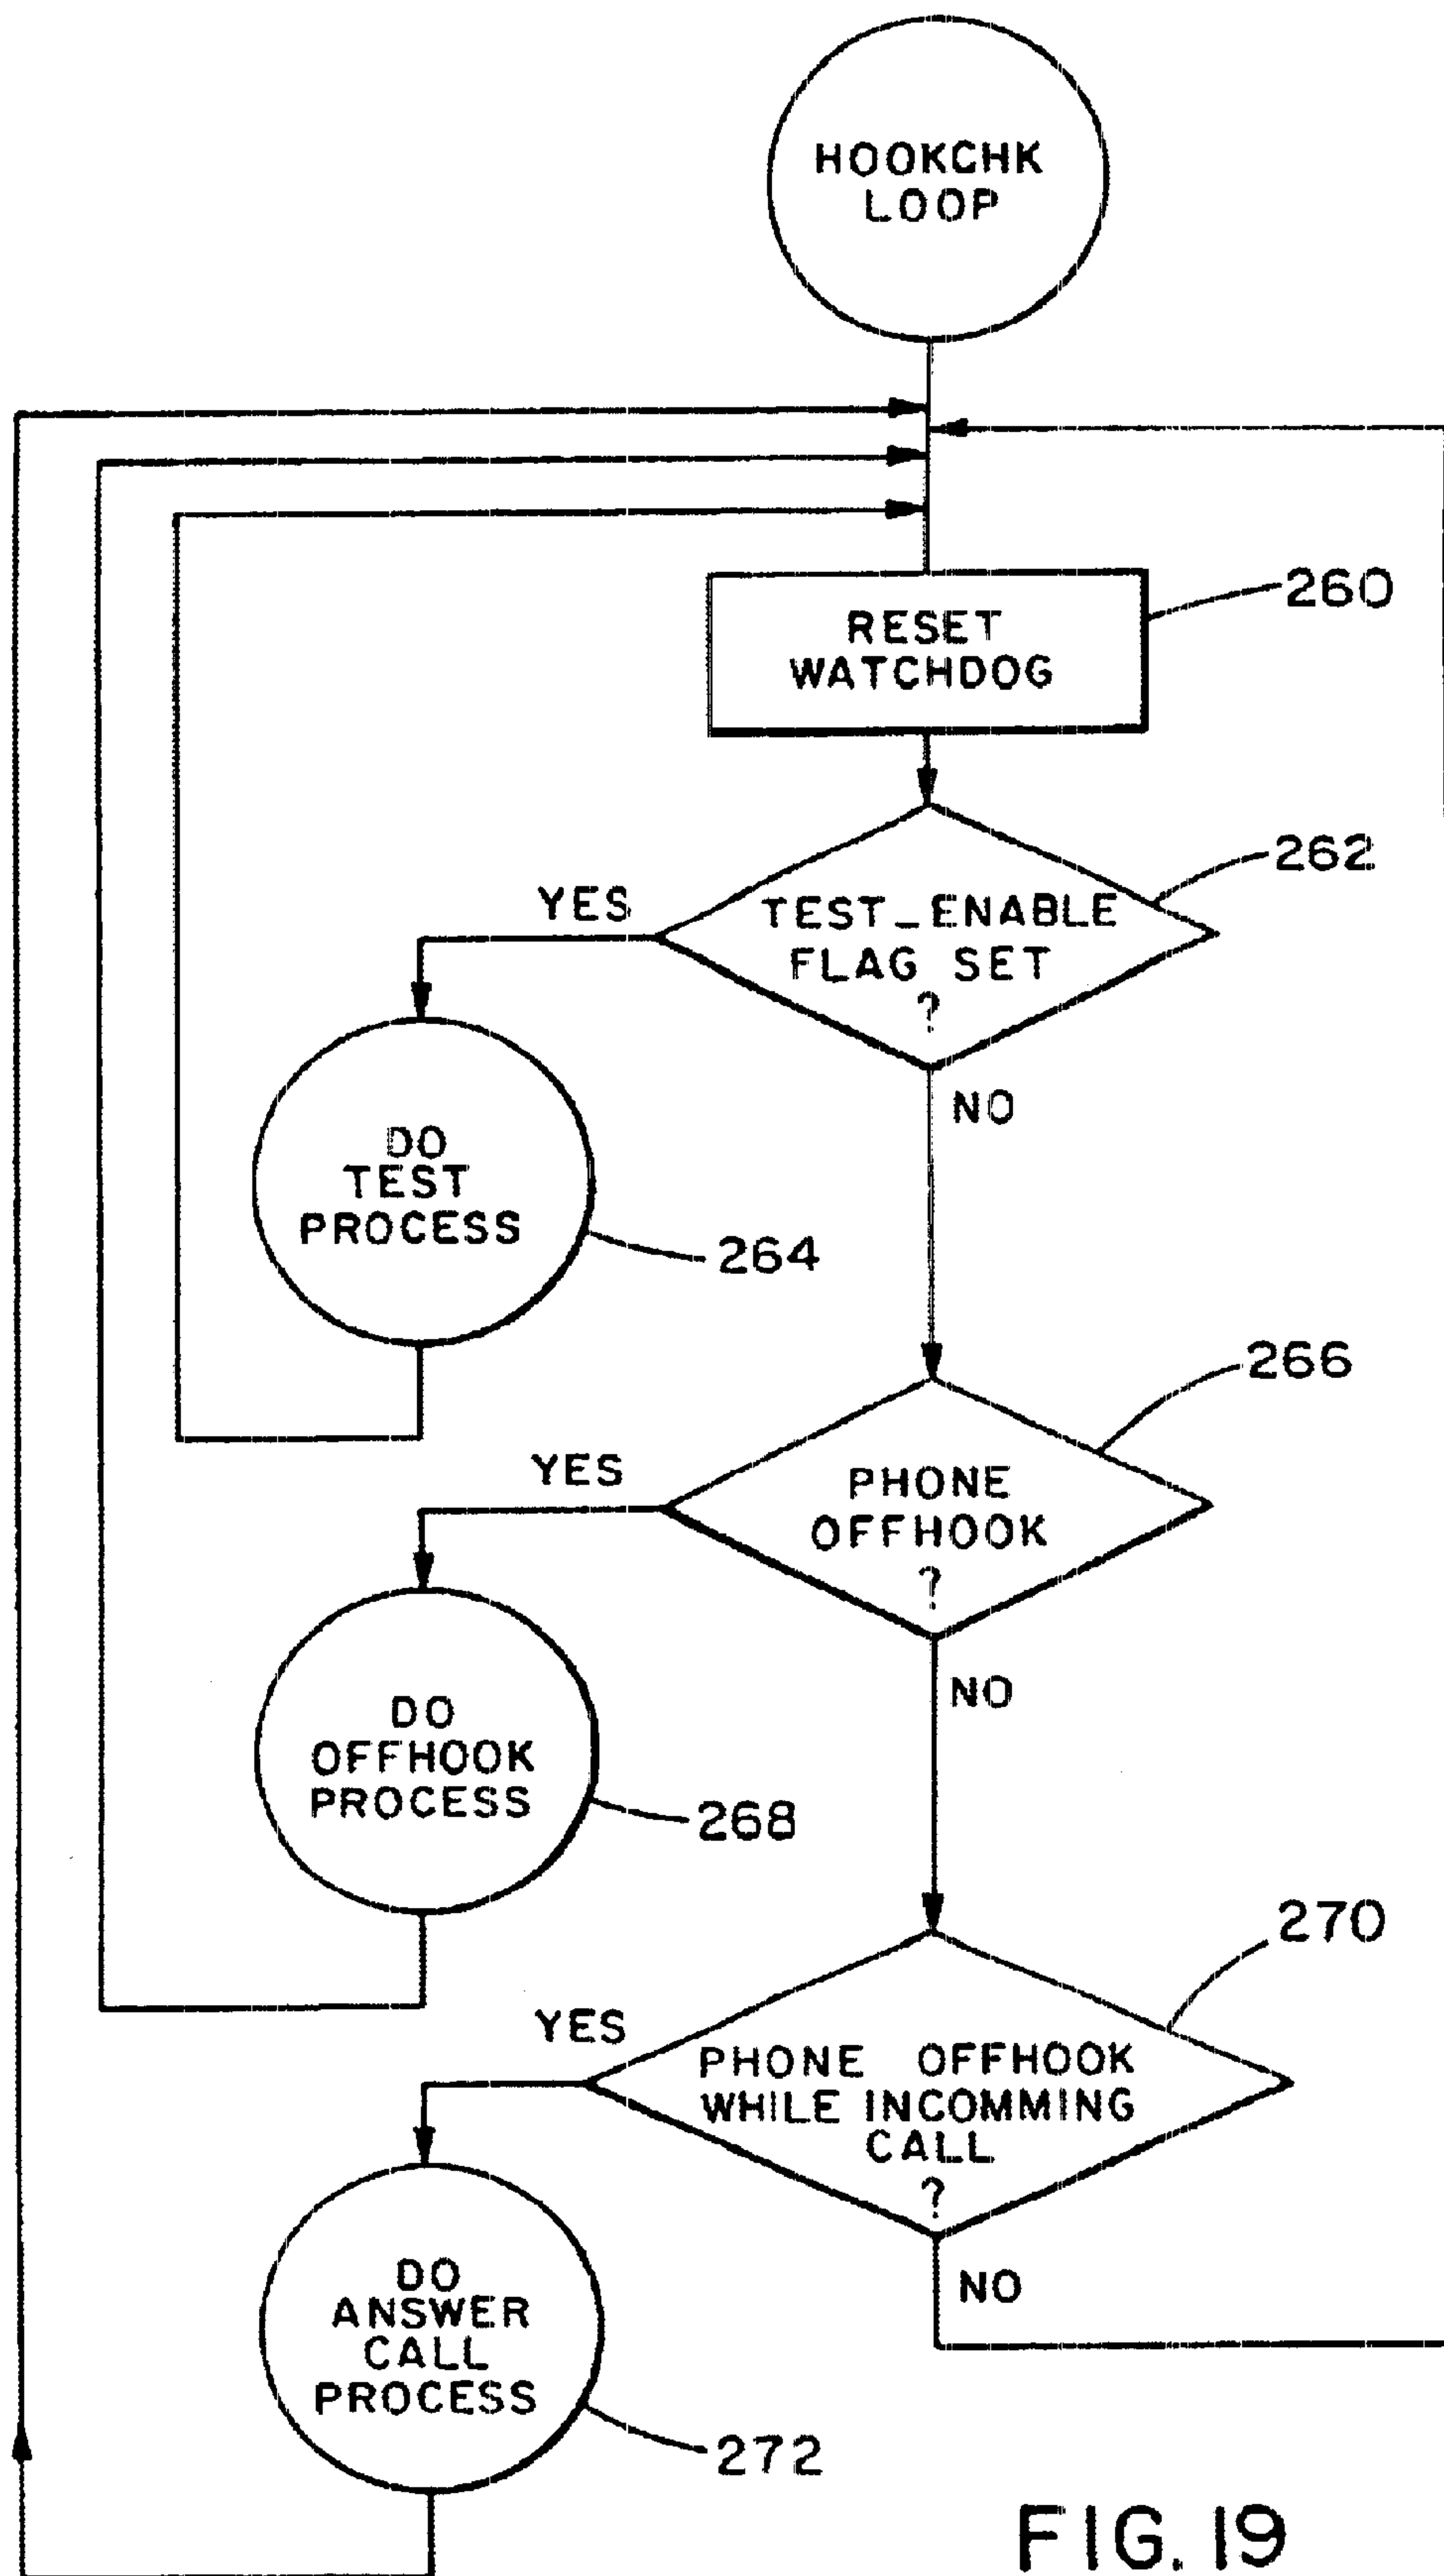 HOOKCHK
LOOP
RESET
WATCHDOG
260
TEST_ENABLE
FLAG SET
?
262
YES
NO
DO
TEST
PROCESS
264
PHONE
OFFHOOK
?
266
YES
NO
DO
OFFHOOK
PROCESS
268
PHONE OFFHOOK
WHILE INCOMMING
CALL
?
270
YES
NO
DO
ANSWER
CALL
PROCESS
272
FIG. 19